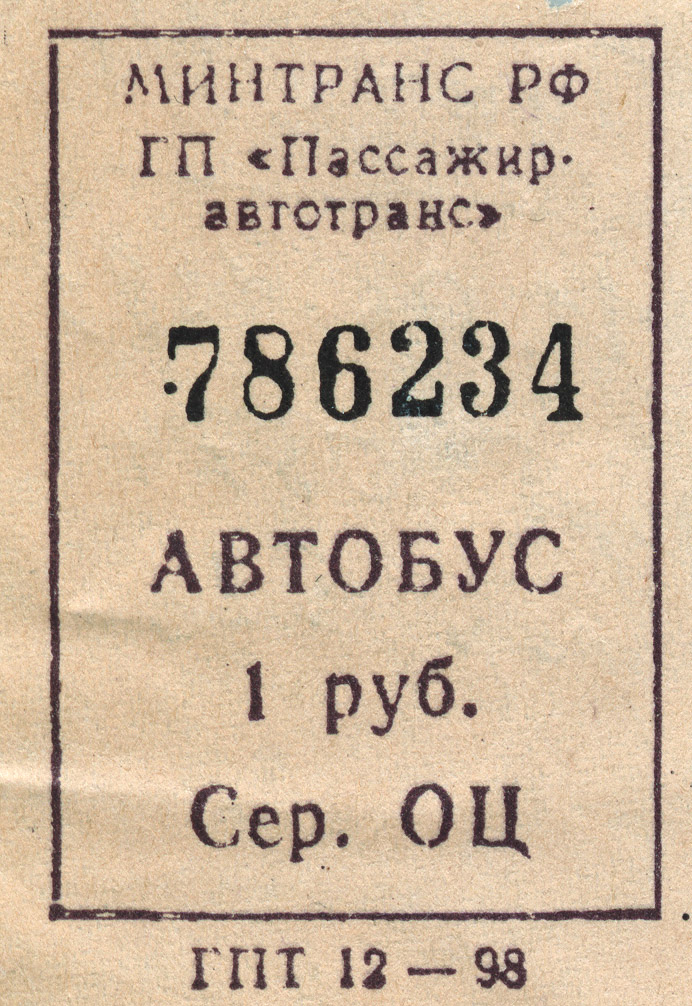 МИНТРАНС РФ
ГП «Пассажир-
автотранс»
786234
АВТОБУС
1 руб.
Сер. ОЦ
ГПТ 12 — 98